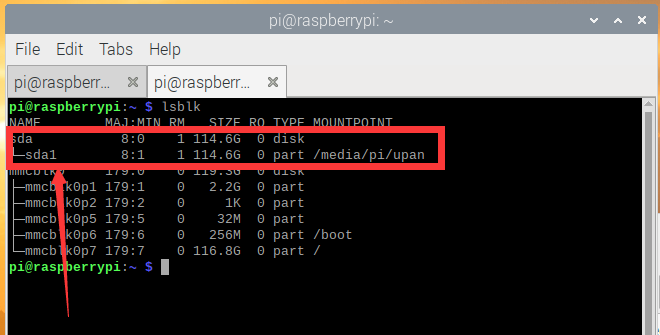 pi@raspberrypi: ~
File Edit Tabs Help
pi@raspberr... pi@raspberr...
pi@raspberrypi:~ $ lsblk
NAME MAJ:MIN RM SIZE RO TYPE MOUNTPOINT
sda 8:0 1 114.6G 0 disk
├─sda1 8:1 1 114.6G 0 part /media/pi/upan
mmcblk0 179:0 0 119.3G 0 disk
├─mmcblk0p1 179:1 0 2.2G 0 part
├─mmcblk0p2 179:2 0 1K 0 part
├─mmcblk0p5 179:5 0 32M 0 part
├─mmcblk0p6 179:6 0 256M 0 part /boot
└─mmcblk0p7 179:7 0 116.8G 0 part /
pi@raspberrypi:~ $